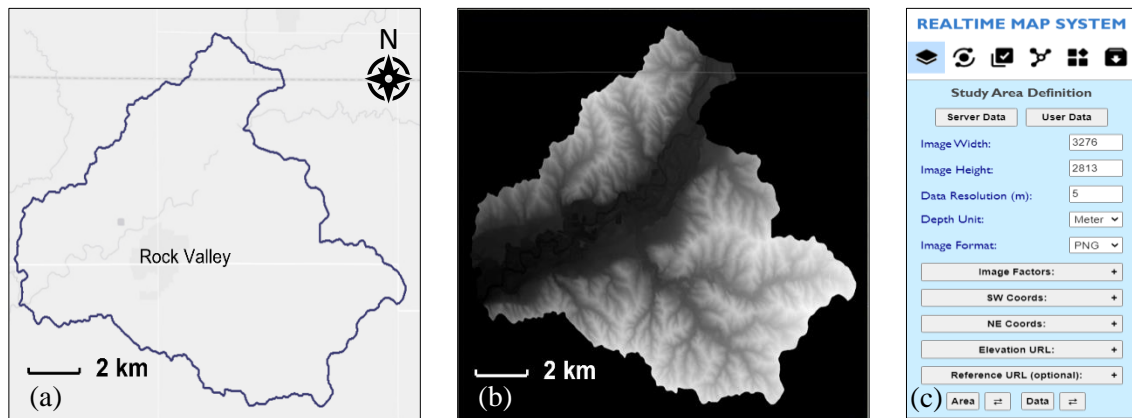 N
Rock Valley
2 km
(a)
2 km
(b)
REALTIME MAP SYSTEM
Study Area Definition
Server Data User Data
Image Width: 3276
Image Height: 2813
Data Resolution (m): 5
Depth Unit: Meter
Image Format: PNG
Image Factors: +
SW Coords: +
NE Coords: +
Elevation URL: +
Reference URL (optional): +
(c) Area ⇄ Data ⇄